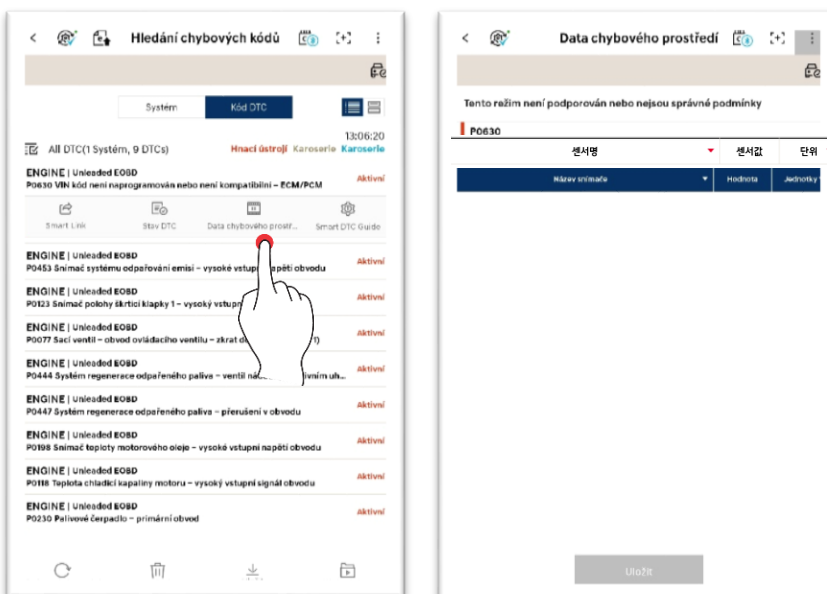 Hledání chybových kódů
Systém
Kód DTC
13:06:20
All DTC(1 Systém, 9 DTCs)
Hnací ústrojí Karoserie Karoserie
ENGINE | Unleaded EOBD
P0630 VIN kód není naprogramován nebo není kompatibilní – ECM/PCM
Aktivní
Smart Link
Stav DTC
Data chybového prostř...
Smart DTC Guide
ENGINE | Unleaded EOBD
P0453 Snímač systému odpařování emisí – vysoké vstupní napětí obvodu
Aktivní
ENGINE | Unleaded EOBD
P0123 Snímač polohy škrticí klapky 1 – vysoký vstupn
Aktivní
ENGINE | Unleaded EOBD
P0077 Sací ventil – obvod ovládacího ventilu – zkrat 1)
Aktivní
ENGINE | Unleaded EOBD
P0444 Systém regenerace odpařeného paliva – ventil uh...
Aktivní
ENGINE | Unleaded EOBD
P0447 Systém regenerace odpařeného paliva – přerušení v obvodu
Aktivní
ENGINE | Unleaded EOBD
P0198 Snímač teploty motorového oleje – vysoké vstupní napětí obvodu
Aktivní
ENGINE | Unleaded EOBD
P0118 Teplota chladicí kapaliny motoru – vysoký vstupní signál obvodu
Aktivní
ENGINE | Unleaded EOBD
P0230 Palivové čerpadlo – primární obvod
Aktivní
Data chybového prostředí
Tento režim není podporován nebo nejsou správné podmínky
P0630
센서명 센서값 단위
Název snímače Hodnota Jednotky
Uložit